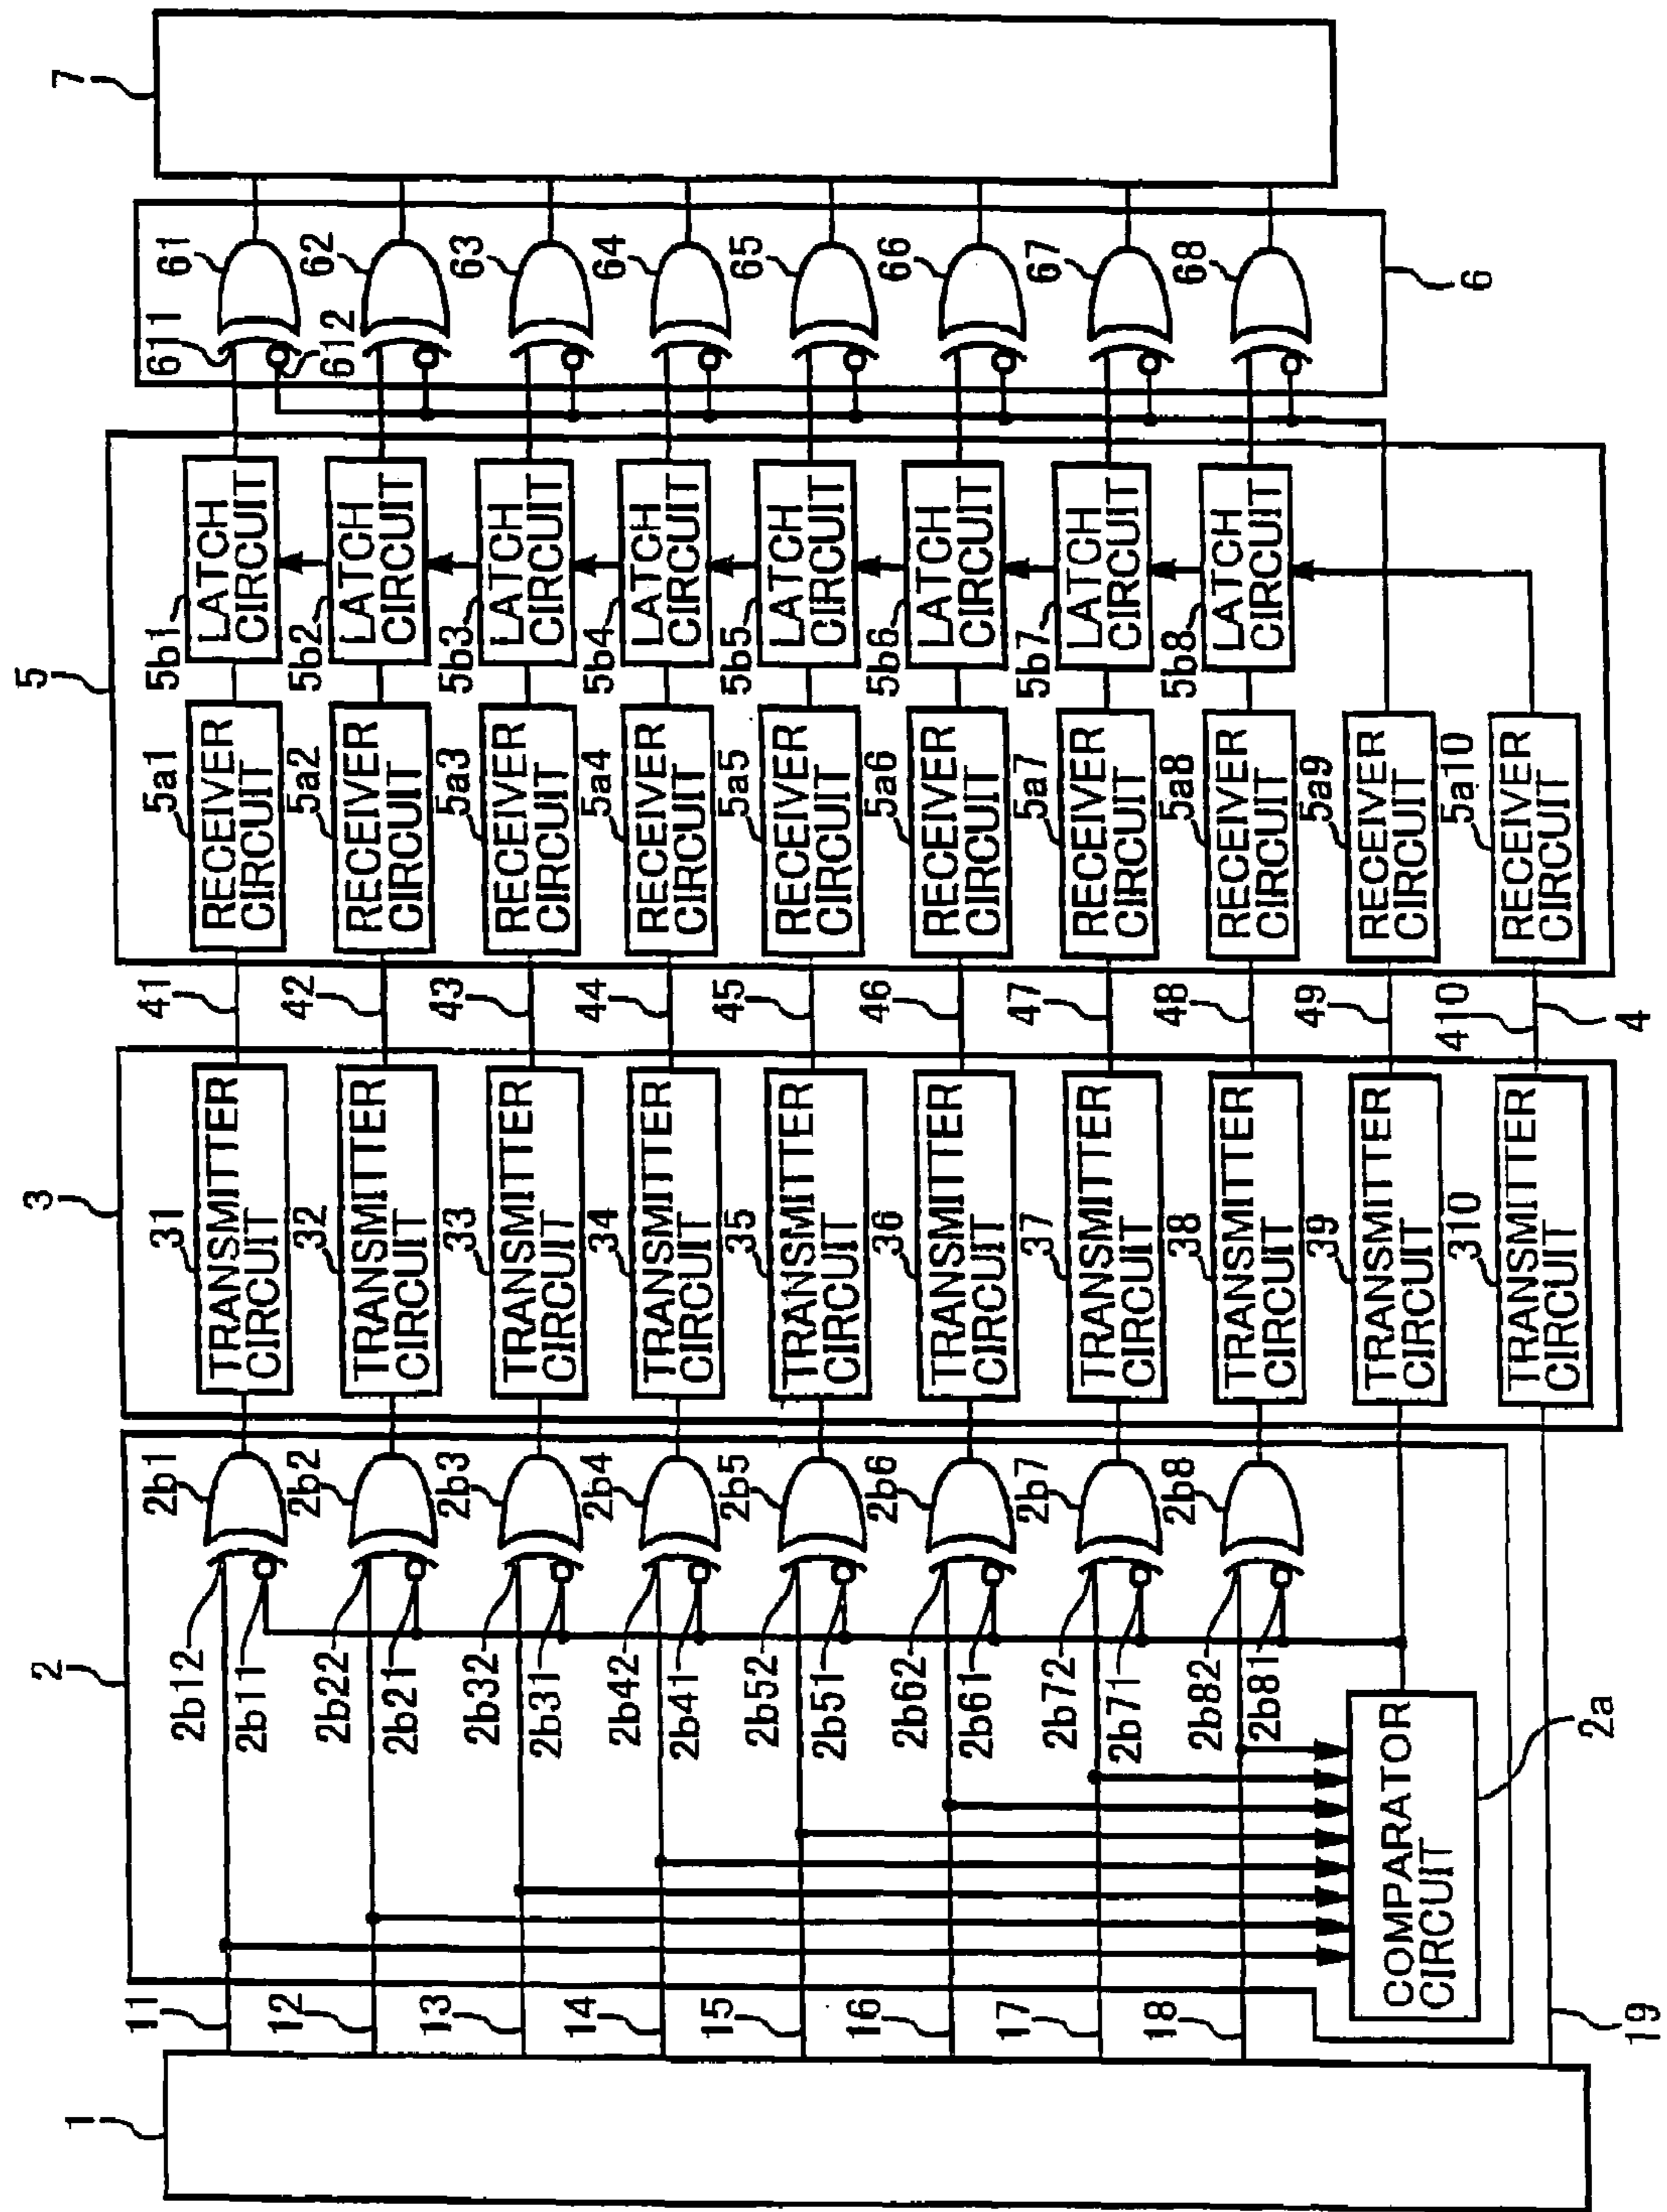 1
2
3
5
7
11
12
13
14
15
16
17
18
19
2b12
2b11
2b22
2b21
2b32
2b31
2b42
2b41
2b52
2b51
2b62
2b61
2b72
2b71
2b82
2b81
COMPARATOR
CIRCUIT
2a
2b1
2b2
2b3
2b4
2b5
2b6
2b7
2b8
31
TRANSMITTER
CIRCUIT
32
TRANSMITTER
CIRCUIT
33
TRANSMITTER
CIRCUIT
34
TRANSMITTER
CIRCUIT
35
TRANSMITTER
CIRCUIT
36
TRANSMITTER
CIRCUIT
37
TRANSMITTER
CIRCUIT
38
TRANSMITTER
CIRCUIT
39
TRANSMITTER
CIRCUIT
310
TRANSMITTER
CIRCUIT
41
42
43
44
45
46
47
48
49
410
4
5a1
RECEIVER
CIRCUIT
5a2
RECEIVER
CIRCUIT
5a3
RECEIVER
CIRCUIT
5a4
RECEIVER
CIRCUIT
5a5
RECEIVER
CIRCUIT
5a6
RECEIVER
CIRCUIT
5a7
RECEIVER
CIRCUIT
5a8
RECEIVER
CIRCUIT
5a9
RECEIVER
CIRCUIT
5a10
RECEIVER
CIRCUIT
5b1
LATCH
CIRCUIT
5b2
LATCH
CIRCUIT
5b3
LATCH
CIRCUIT
5b4
LATCH
CIRCUIT
5b5
LATCH
CIRCUIT
5b6
LATCH
CIRCUIT
5b7
LATCH
CIRCUIT
5b8
LATCH
CIRCUIT
611
612
61
62
63
64
65
66
67
68
6